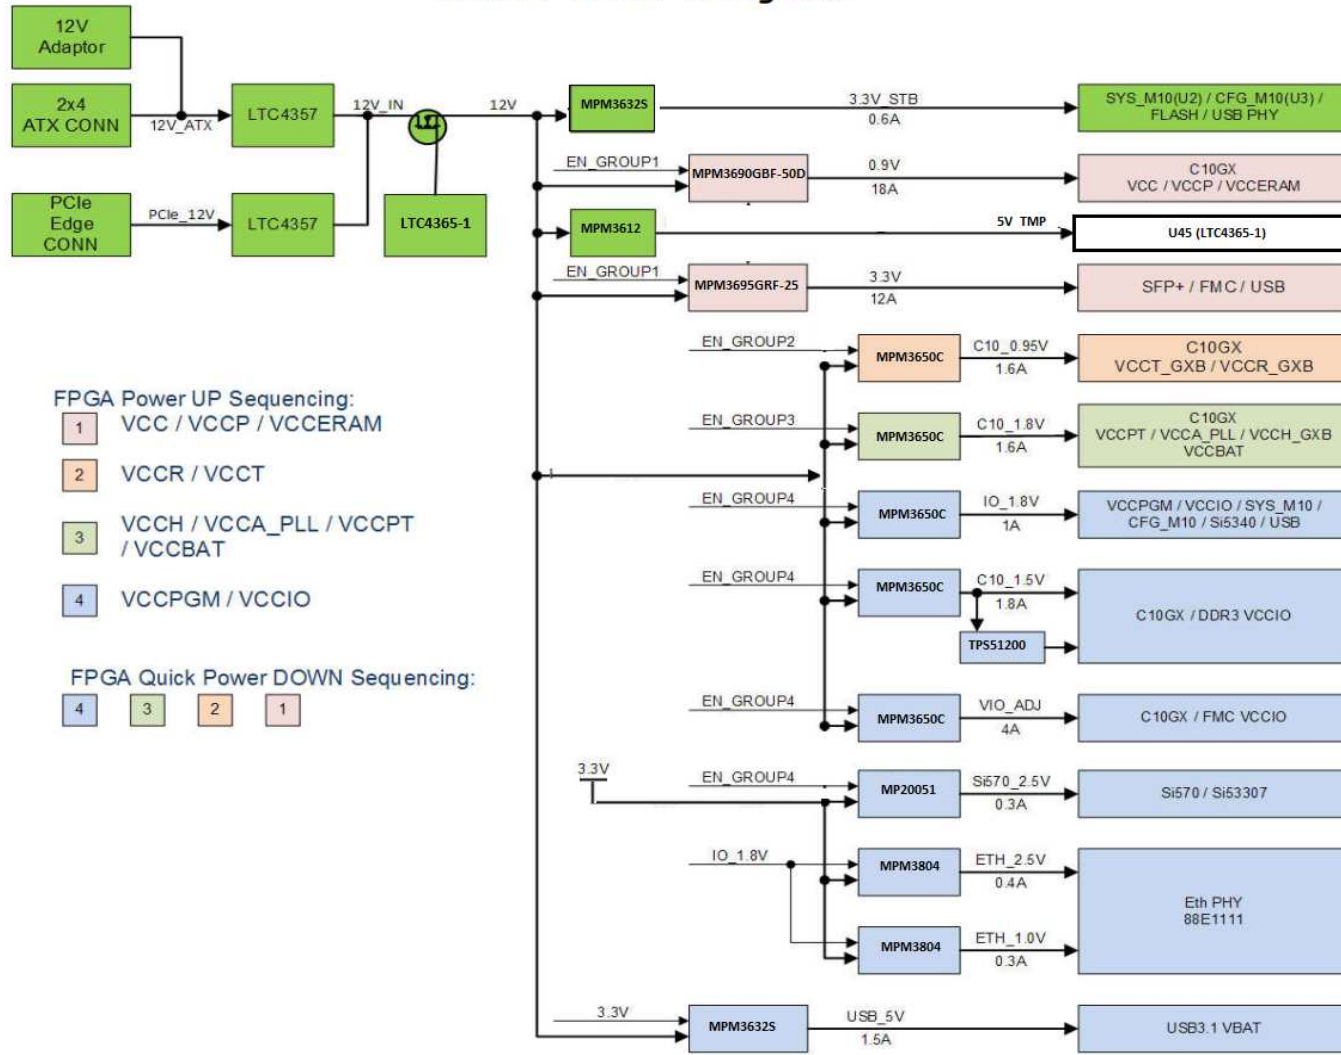 12V
Adaptor
2x4
ATX CONN
12V_ATX
LTC4357
12V_IN
12V
PCIe
Edge
CONN
PCIe_12V
LTC4357
LTC4365-1
MPM3632S
3.3V_STB
0.6A
SYS_M10(U2) / CFG_M10(U3) /
FLASH / USB PHY
EN_GROUP1
MPM3690GBF-50D
0.9V
18A
C10GX
VCC / VCCP / VCCERAM
MPM3612
5V TMP
U45 (LTC4365-1)
EN_GROUP1
MPM3695GRF-25
3.3V
12A
SFP+ / FMC / USB
EN_GROUP2
MPM3650C
C10_0.95V
1.6A
C10GX
VCCT_GXB / VCCR_GXB
EN_GROUP3
MPM3650C
C10_1.8V
1.6A
C10GX
VCCPT / VCCA_PLL / VCCH_GXB
VCCBAT
EN_GROUP4
MPM3650C
IO_1.8V
1A
VCCPGM / VCCIO / SYS_M10 /
CFG_M10 / Si5340 / USB
EN_GROUP4
MPM3650C
C10_1.5V
1.8A
TPS51200
C10GX / DDR3 VCCIO
EN_GROUP4
MPM3650C
VIO_ADJ
4A
C10GX / FMC VCCIO
3.3V
EN_GROUP4
MP20051
Si570_2.5V
0.3A
Si570 / Si53307
IO_1.8V
MPM3804
ETH_2.5V
0.4A
MPM3804
ETH_1.0V
0.3A
Eth PHY
88E1111
3.3V
MPM3632S
USB_5V
1.5A
USB3.1 VBAT
FPGA Power UP Sequencing:
1 VCC / VCCP / VCCERAM
2 VCCR / VCCT
3 VCCH / VCCA_PLL / VCCPT
/ VCCBAT
4 VCCPGM / VCCIO
FPGA Quick Power DOWN Sequencing:
4 3 2 1